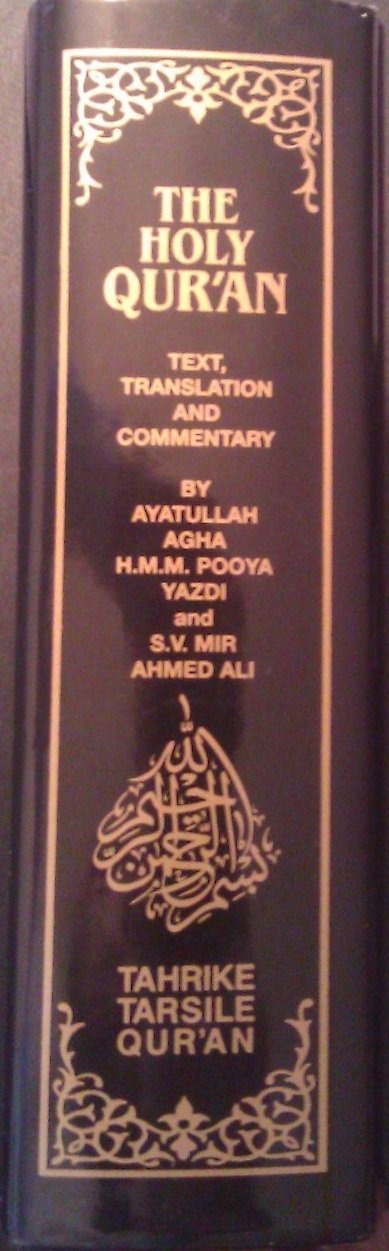 THE
HOLY
QUR'AN
TEXT,
TRANSLATION
AND
COMMENTARY
BY
AYATULLAH
AGHA
H.M.M. POOYA
YAZDI
and
S.V. MIR
AHMED ALI
بسم الله الرحمن الرحيم
TAHRIKE
TARSILE
QUR'AN